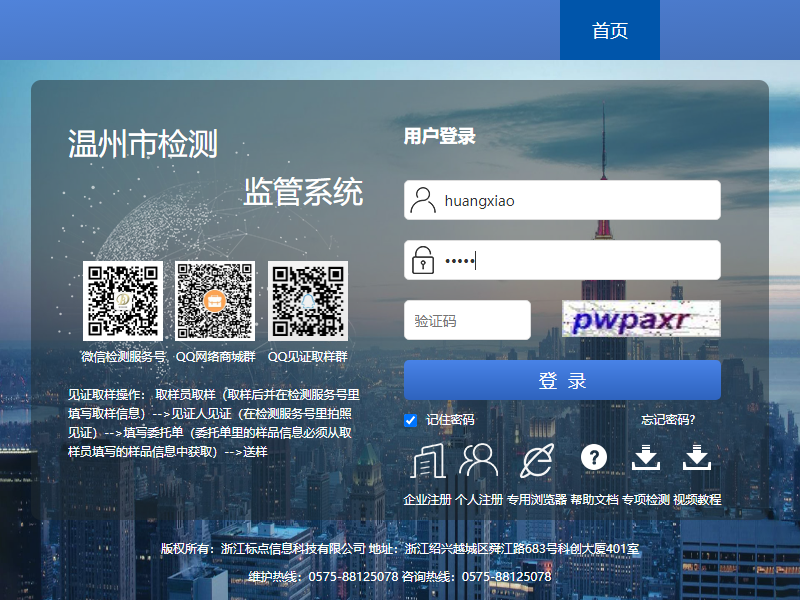 首页
温州市检测
监管系统
微信检测服务号 QQ网络商城群 QQ见证取样群
见证取样操作： 取样员取样（取样后并在检测服务号里
填写取样信息）-->见证人见证（在检测服务号里拍照
见证）-->填写委托单（委托单里的样品信息必须从取
样员填写的样品信息中获取）-->送样
用户登录
huangxiao
•••••
验证码
pwpaxr
登 录
记住密码
忘记密码?
企业注册 个人注册 专用浏览器 帮助文档 专项检测 视频教程
版权所有：浙江标点信息科技有限公司 地址：浙江绍兴越城区舜江路683号科创大厦401室
维护热线：0575-88125078 咨询热线：0575-88125078